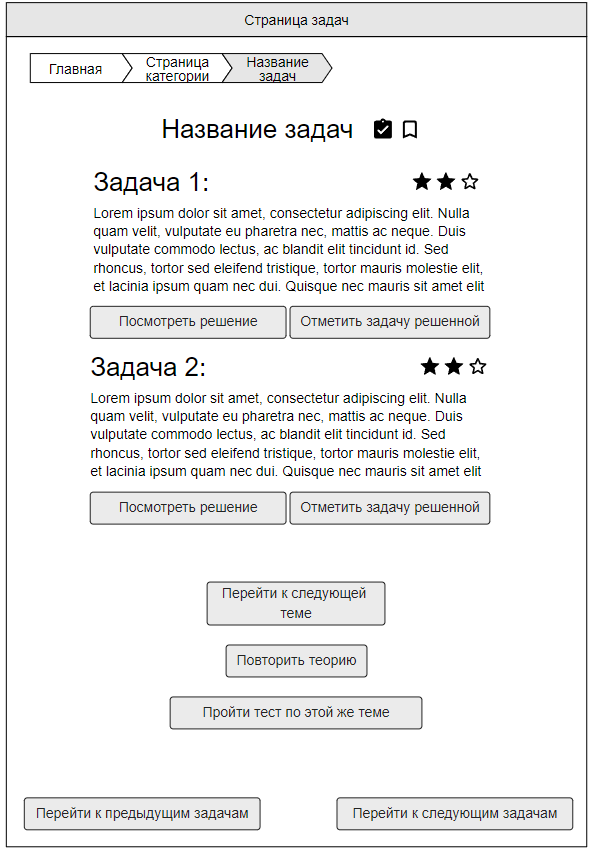 Страница задач
Главная
Страница
категории
Название
задач
Название задач
Задача 1:
Lorem ipsum dolor sit amet, consectetur adipiscing elit. Nulla
quam velit, vulputate eu pharetra nec, mattis ac neque. Duis
vulputate commodo lectus, ac blandit elit tincidunt id. Sed
rhoncus, tortor sed eleifend tristique, tortor mauris molestie elit,
et lacinia ipsum quam nec dui. Quisque nec mauris sit amet elit
Посмотреть решение
Отметить задачу решенной
Задача 2:
Lorem ipsum dolor sit amet, consectetur adipiscing elit. Nulla
quam velit, vulputate eu pharetra nec, mattis ac neque. Duis
vulputate commodo lectus, ac blandit elit tincidunt id. Sed
rhoncus, tortor sed eleifend tristique, tortor mauris molestie elit,
et lacinia ipsum quam nec dui. Quisque nec mauris sit amet elit
Посмотреть решение
Отметить задачу решенной
Перейти к следующей
теме
Повторить теорию
Пройти тест по этой же теме
Перейти к предыдущим задачам
Перейти к следующим задачам